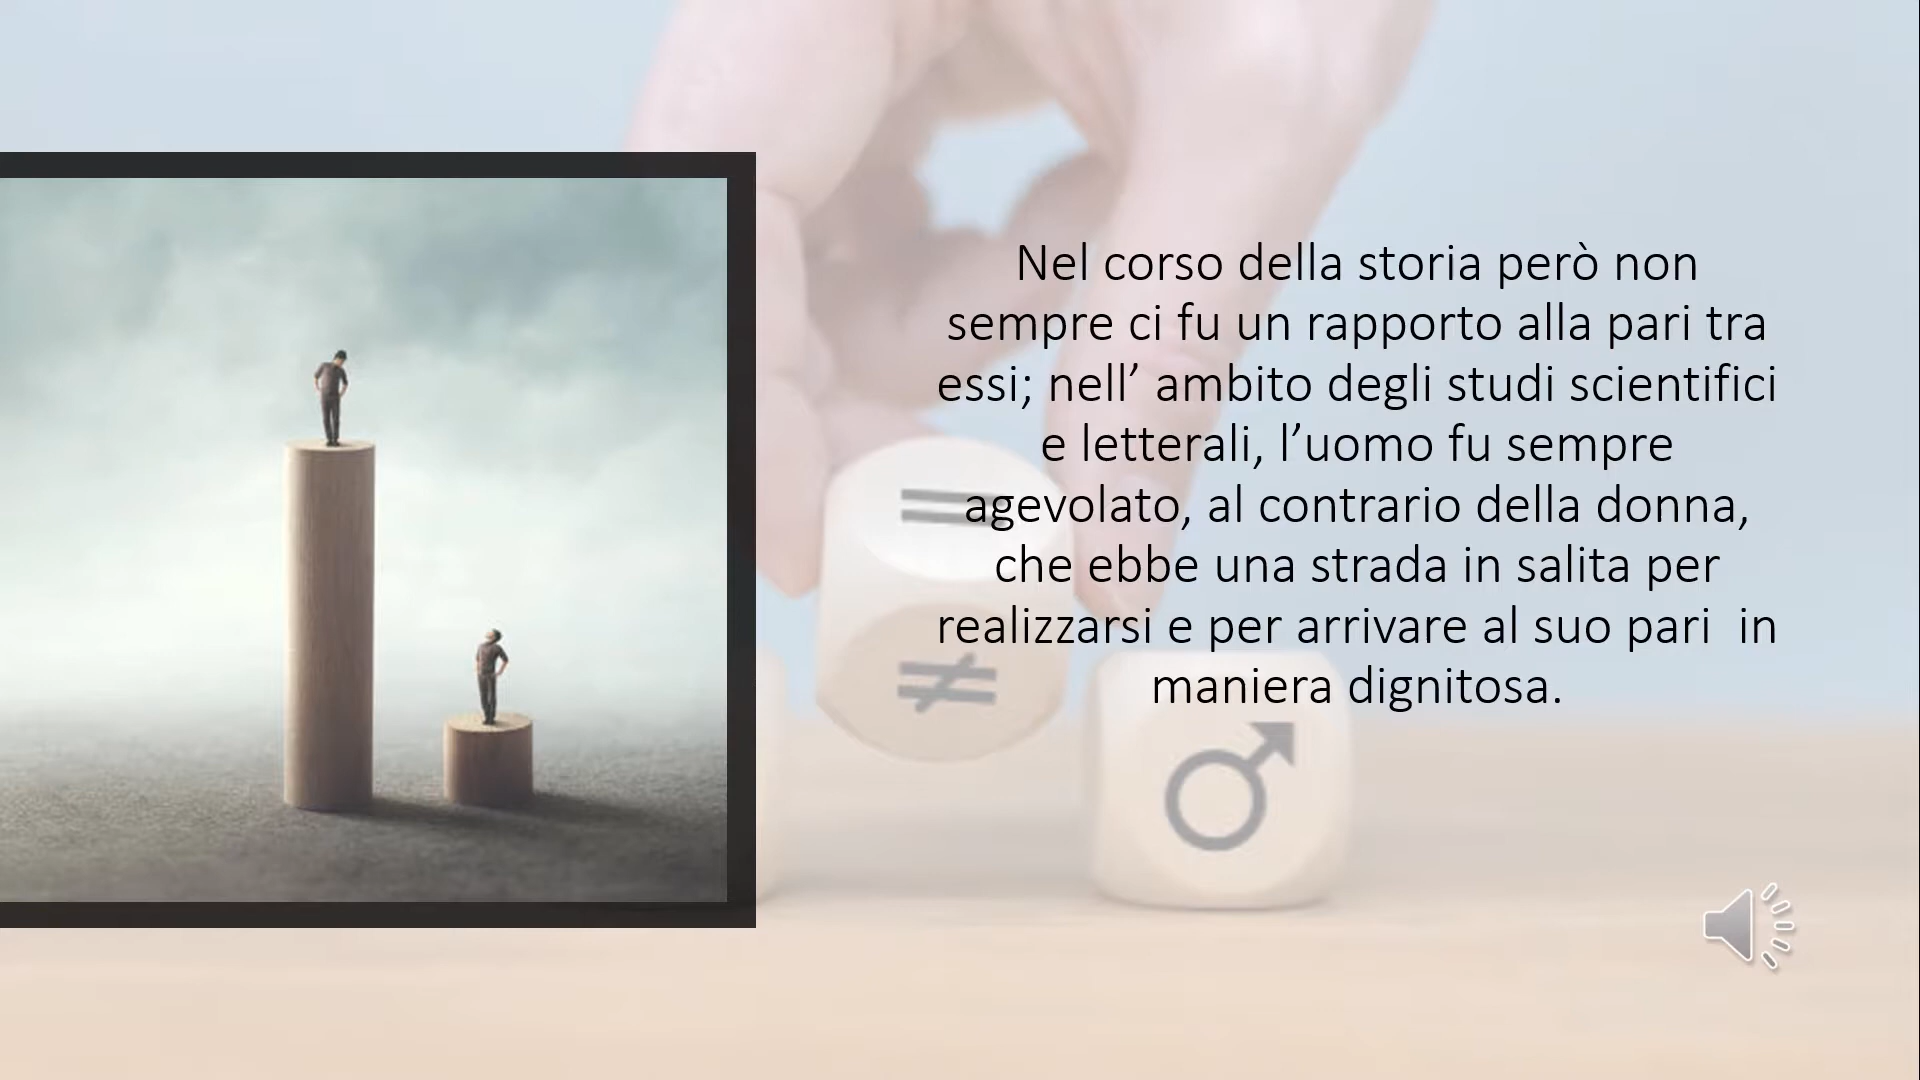 Nel corso della storia però non
sempre ci fu un rapporto alla pari tra
essi; nell’ ambito degli studi scientifici
e letterali, l’uomo fu sempre
agevolato, al contrario della donna,
che ebbe una strada in salita per
realizzarsi e per arrivare al suo pari  in
maniera dignitosa.
=
≠
♂